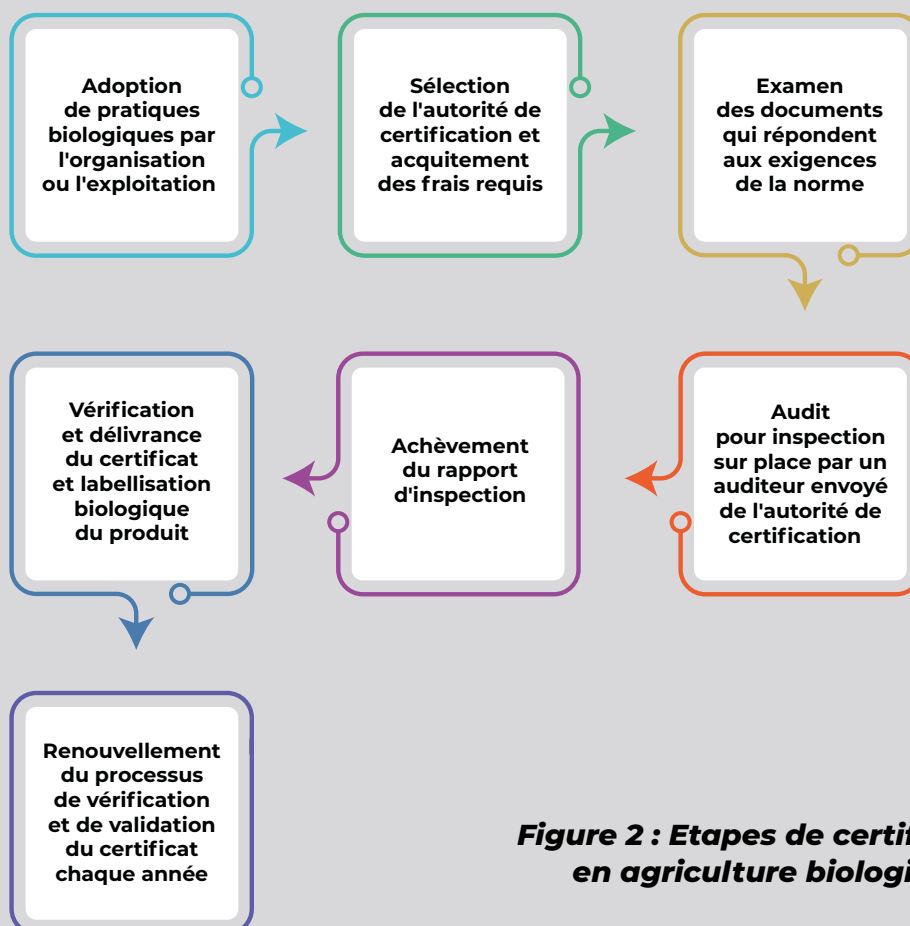 Adoption
de pratiques
biologiques par
l'organisation
ou l'exploitation
Sélection
de l'autorité de
certification et
acquitement
des frais requis
Examen
des documents
qui répondent
aux exigences
de la norme
Audit
pour inspection
sur place par un
auditeur envoyé
de l'autorité de
certification
Achèvement
du rapport
d'inspection
Vérification
et délivrance
du certificat
et labellisation
biologique
du produit
Renouvellement
du processus
de vérification
et de validation
du certificat
chaque année
Figure 2 : Etapes de certif
en agriculture biologi